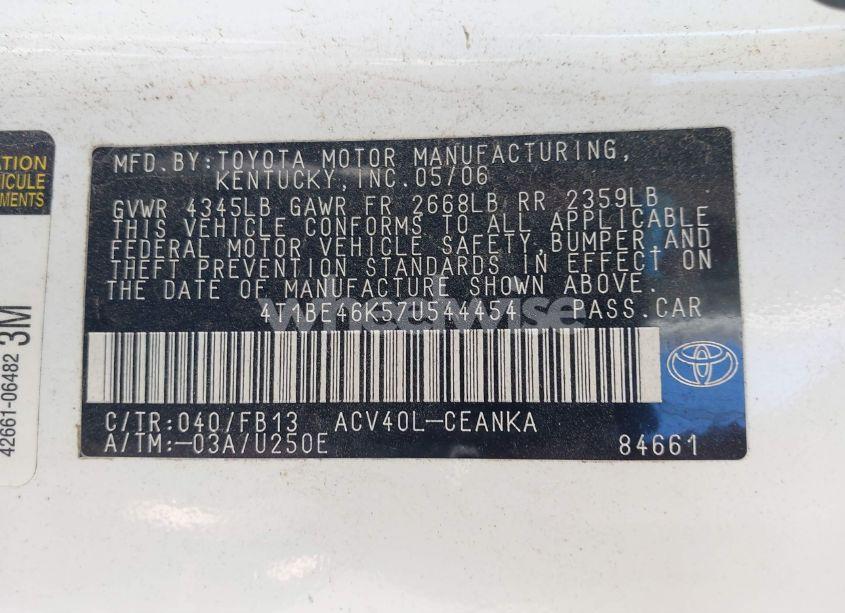 ATION
ICULE
EMENTS
42661-06482 3M
MFD.BY:TOYOTA MOTOR MANUFACTURING,
KENTUCKY,INC.05/06
GVWR 4345LB GAWR FR 2668LB RR 2359LB
THIS VEHICLE CONFORMS TO ALL APPLICABLE
FEDERAL MOTOR VEHICLE SAFETY,BUMPER,AND
THEFT PREVENTION STANDARDS IN EFFECT ON
THE DATE OF MANUFACTURE SHOWN ABOVE.
4T1BE46K57U544454 PASS.CAR
wheelwise
C/TR:040/FB13 ACV40L-CEANKA
A/TM:-03A/U250E 84661